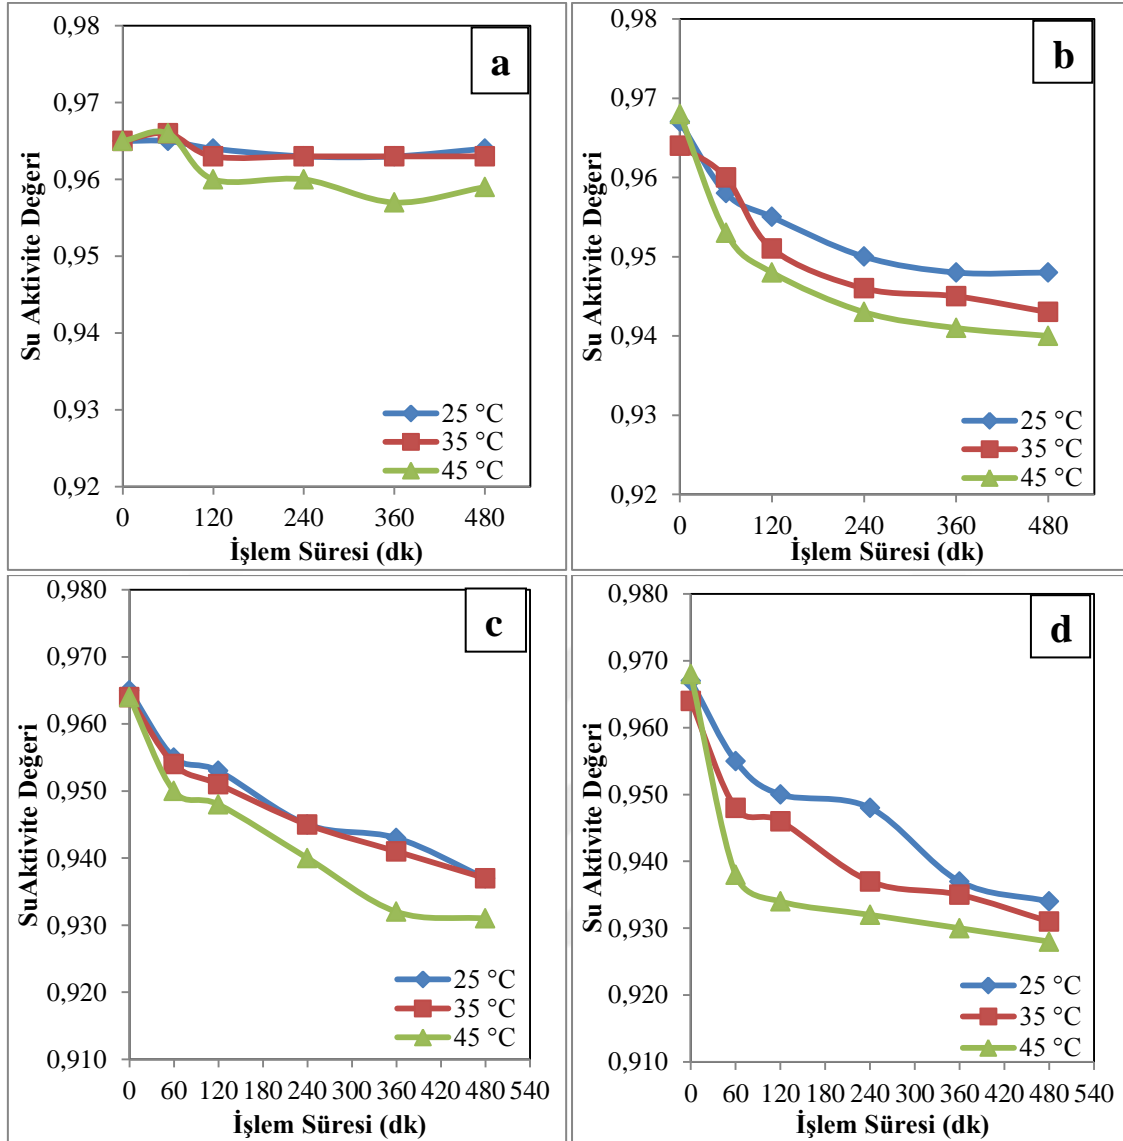 a
Su Aktivite Değeri
0,98
0,97
0,96
0,95
0,94
0,93
0,92
25 °C
35 °C
45 °C
0 120 240 360 480
İşlem Süresi (dk)
b
Su Aktivite Değeri
0,98
0,97
0,96
0,95
0,94
0,93
0,92
25 °C
35 °C
45 °C
0 120 240 360 480
İşlem Süresi (dk)
c
SuAktivite Değeri
0,980
0,970
0,960
0,950
0,940
0,930
0,920
0,910
25 °C
35 °C
45 °C
0 60 120 180 240 300 360 420 480 540
İşlem Süresi (dk)
d
Su Aktivite Değeri
0,980
0,970
0,960
0,950
0,940
0,930
0,920
0,910
25 °C
35 °C
45 °C
0 60 120 180 240 300 360 420 480 540
İşlem Süresi (dk)